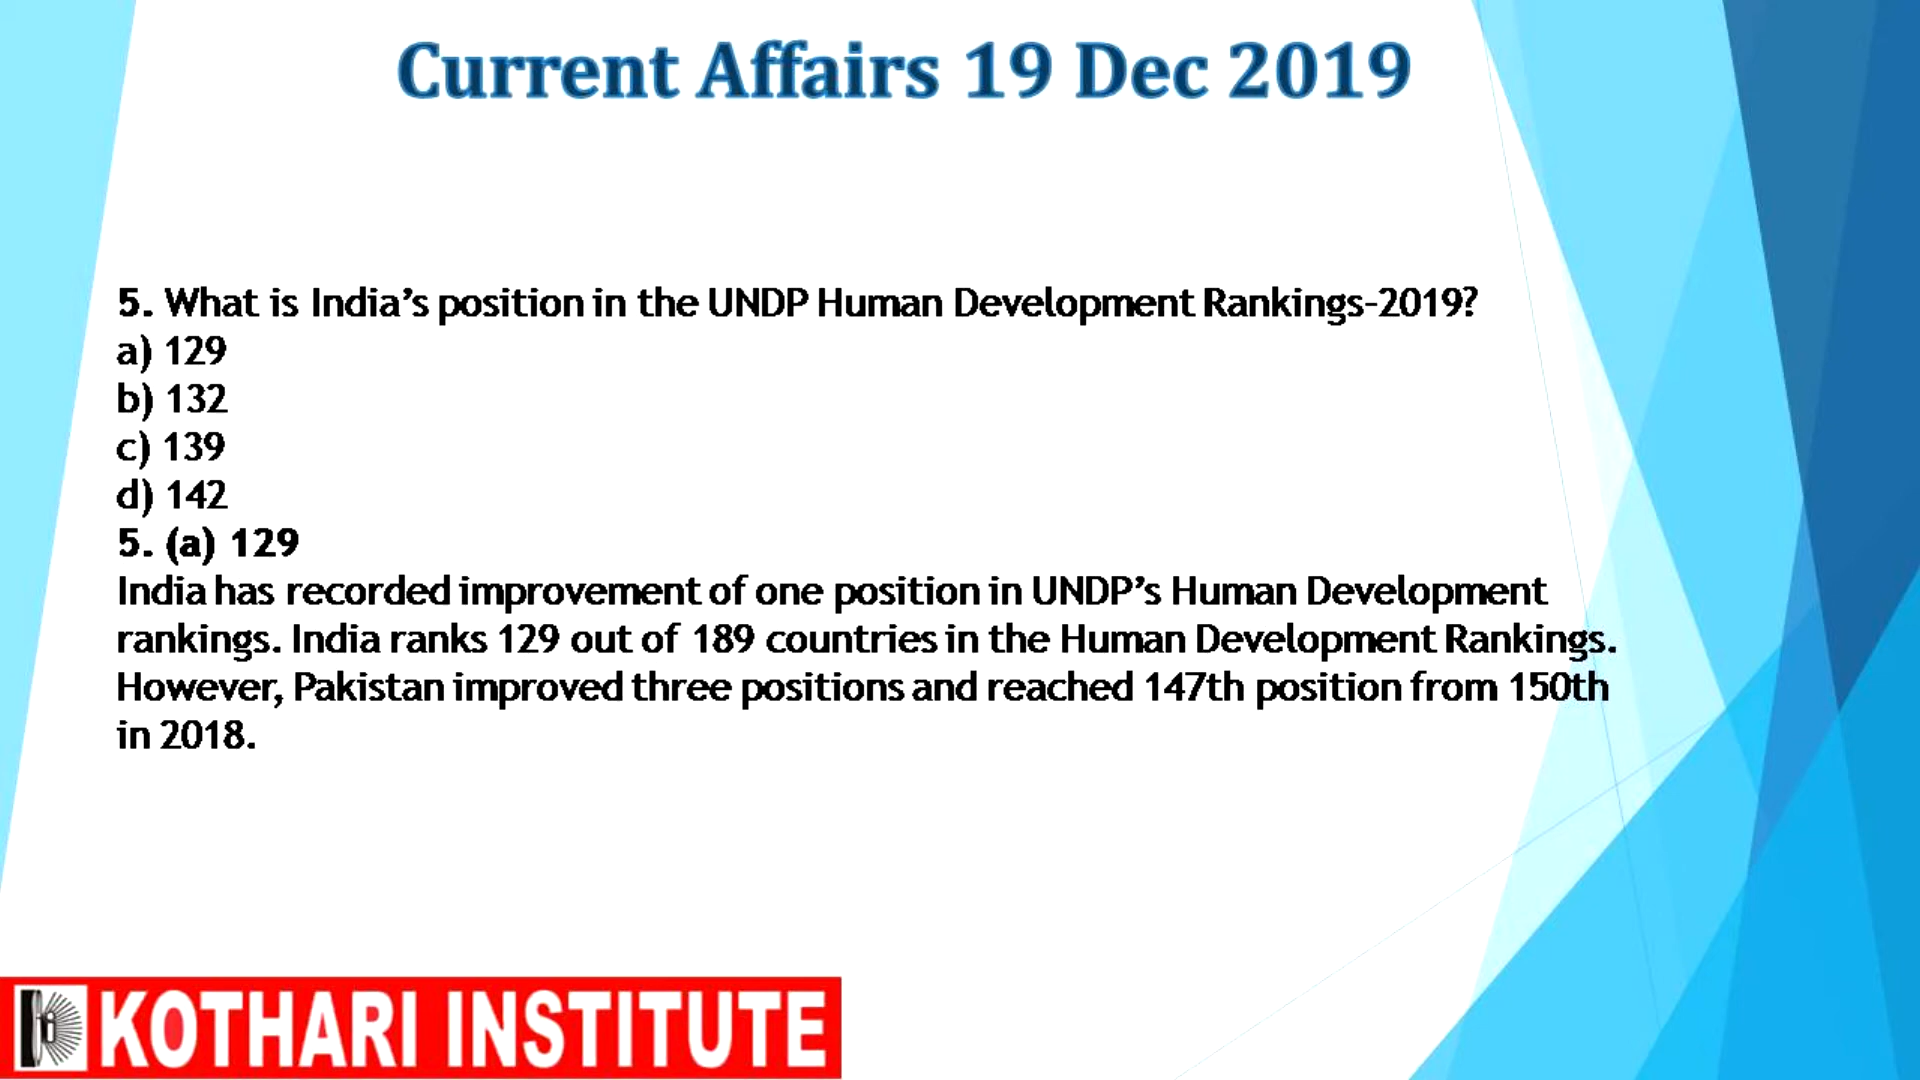 Current Affairs 19 Dec 2019
5. What is India’s position in the UNDP Human Development Rankings-2019?
a) 129
b) 132
c) 139
d) 142
5. (a) 129
India has recorded improvement of one position in UNDP’s Human Development
rankings. India ranks 129 out of 189 countries in the Human Development Rankings.
However, Pakistan improved three positions and reached 147th position from 150th
in 2018.
KOTHARI INSTITUTE